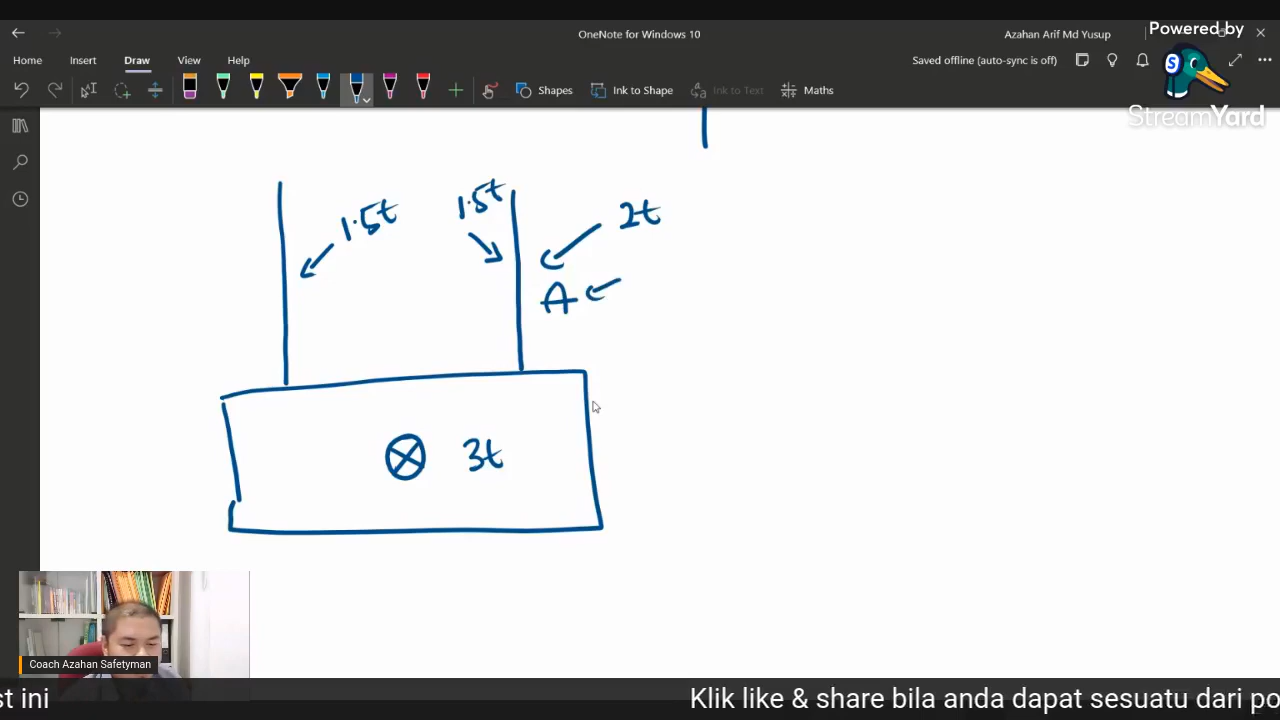 Powered by
OneNote for Windows 10
Azahan Arif Md Yusup
Home Insert Draw View Help
Saved offline (auto-sync is off)
Shapes Ink to Shape Ink to Text Maths
StreamYard
1.5t 1.5t 2t
A
3t
Coach Azahan Safetyman
st ini Klik like & share bila anda dapat sesuatu dari po